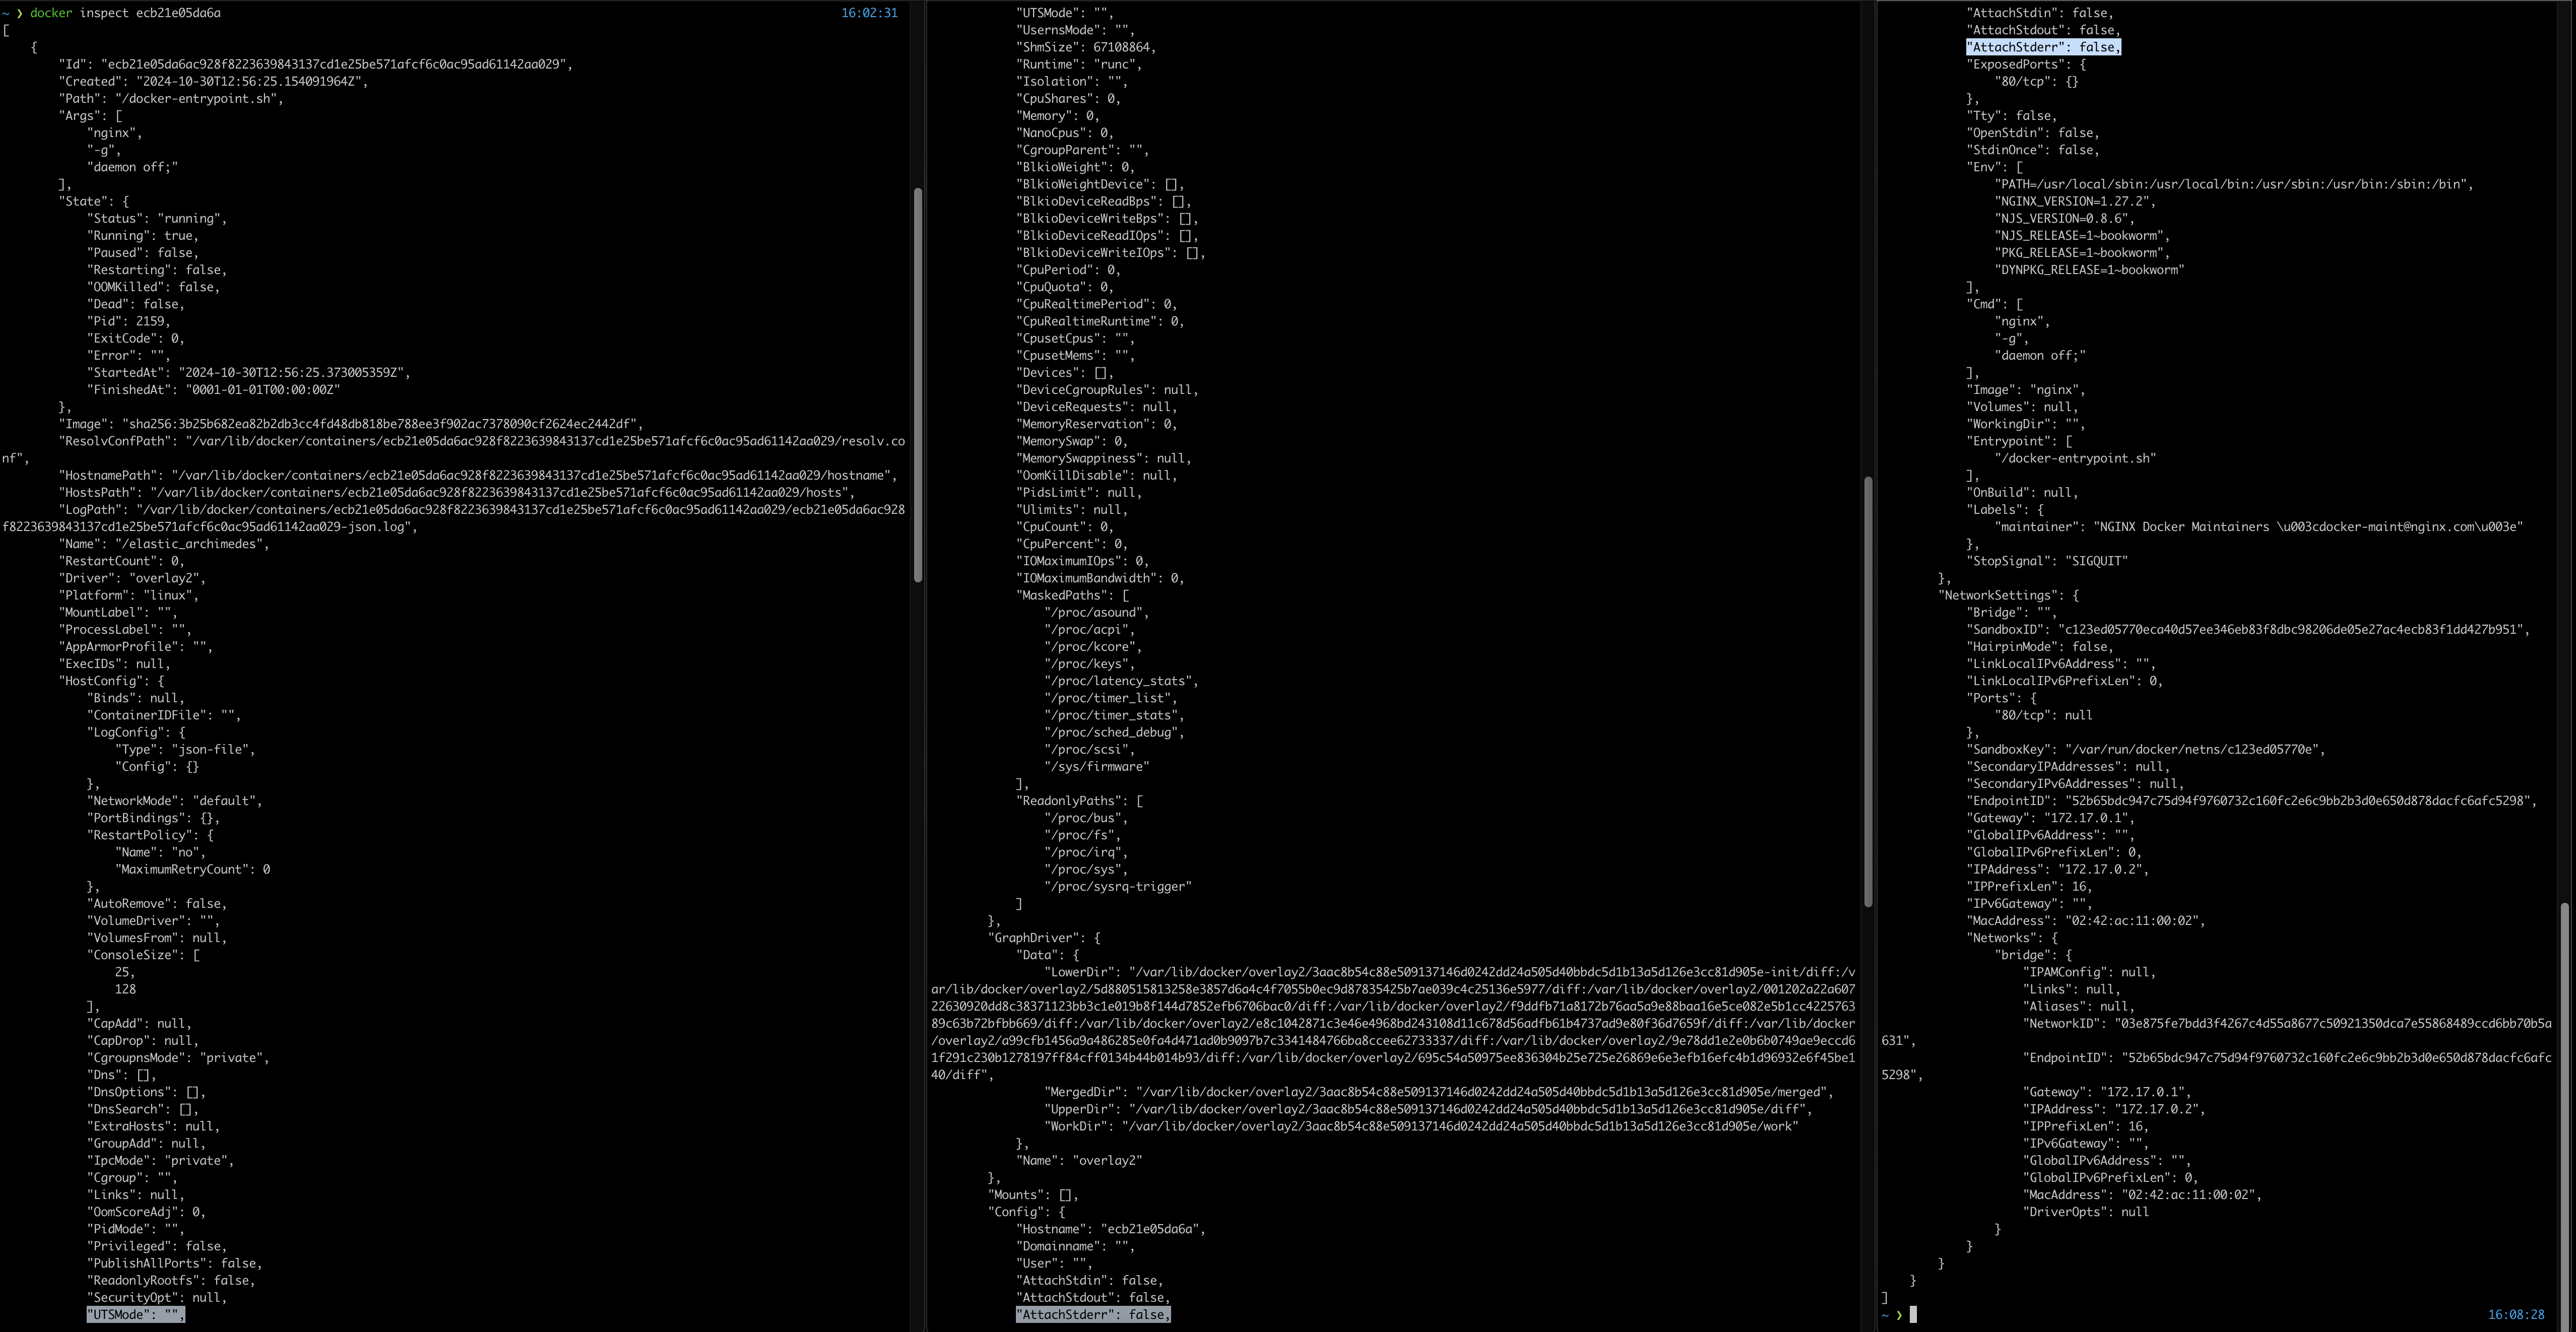 ~ ❯ docker inspect ecb21e05da6a 16:02:31
[
    {
        "Id": "ecb21e05da6ac928f8223639843137cd1e25be571afcf6c0ac95ad61142aa029",
        "Created": "2024-10-30T12:56:25.154091964Z",
        "Path": "/docker-entrypoint.sh",
        "Args": [
            "nginx",
            "-g",
            "daemon off;"
        ],
        "State": {
            "Status": "running",
            "Running": true,
            "Paused": false,
            "Restarting": false,
            "OOMKilled": false,
            "Dead": false,
            "Pid": 2159,
            "ExitCode": 0,
            "Error": "",
            "StartedAt": "2024-10-30T12:56:25.373005359Z",
            "FinishedAt": "0001-01-01T00:00:00Z"
        },
        "Image": "sha256:3b25b682ea82b2db3cc4fd48db818be788ee3f902ac7378090cf2624ec2442df",
        "ResolvConfPath": "/var/lib/docker/containers/ecb21e05da6ac928f8223639843137cd1e25be571afcf6c0ac95ad61142aa029/resolv.co
nf",
        "HostnamePath": "/var/lib/docker/containers/ecb21e05da6ac928f8223639843137cd1e25be571afcf6c0ac95ad61142aa029/hostname",
        "HostsPath": "/var/lib/docker/containers/ecb21e05da6ac928f8223639843137cd1e25be571afcf6c0ac95ad61142aa029/hosts",
        "LogPath": "/var/lib/docker/containers/ecb21e05da6ac928f8223639843137cd1e25be571afcf6c0ac95ad61142aa029/ecb21e05da6ac928
f8223639843137cd1e25be571afcf6c0ac95ad61142aa029-json.log",
        "Name": "/elastic_archimedes",
        "RestartCount": 0,
        "Driver": "overlay2",
        "Platform": "linux",
        "MountLabel": "",
        "ProcessLabel": "",
        "AppArmorProfile": "",
        "ExecIDs": null,
        "HostConfig": {
            "Binds": null,
            "ContainerIDFile": "",
            "LogConfig": {
                "Type": "json-file",
                "Config": {}
            },
            "NetworkMode": "default",
            "PortBindings": {},
            "RestartPolicy": {
                "Name": "no",
                "MaximumRetryCount": 0
            },
            "AutoRemove": false,
            "VolumeDriver": "",
            "VolumesFrom": null,
            "ConsoleSize": [
                25,
                128
            ],
            "CapAdd": null,
            "CapDrop": null,
            "CgroupnsMode": "private",
            "Dns": [],
            "DnsOptions": [],
            "DnsSearch": [],
            "ExtraHosts": null,
            "GroupAdd": null,
            "IpcMode": "private",
            "Cgroup": "",
            "Links": null,
            "OomScoreAdj": 0,
            "PidMode": "",
            "Privileged": false,
            "PublishAllPorts": false,
            "ReadonlyRootfs": false,
            "SecurityOpt": null,
            "UTSMode": "",
            "UTSMode": "",
            "UsernsMode": "",
            "ShmSize": 67108864,
            "Runtime": "runc",
            "Isolation": "",
            "CpuShares": 0,
            "Memory": 0,
            "NanoCpus": 0,
            "CgroupParent": "",
            "BlkioWeight": 0,
            "BlkioWeightDevice": [],
            "BlkioDeviceReadBps": [],
            "BlkioDeviceWriteBps": [],
            "BlkioDeviceReadIOps": [],
            "BlkioDeviceWriteIOps": [],
            "CpuPeriod": 0,
            "CpuQuota": 0,
            "CpuRealtimePeriod": 0,
            "CpuRealtimeRuntime": 0,
            "CpusetCpus": "",
            "CpusetMems": "",
            "Devices": [],
            "DeviceCgroupRules": null,
            "DeviceRequests": null,
            "MemoryReservation": 0,
            "MemorySwap": 0,
            "MemorySwappiness": null,
            "OomKillDisable": null,
            "PidsLimit": null,
            "Ulimits": null,
            "CpuCount": 0,
            "CpuPercent": 0,
            "IOMaximumIOps": 0,
            "IOMaximumBandwidth": 0,
            "MaskedPaths": [
                "/proc/asound",
                "/proc/acpi",
                "/proc/kcore",
                "/proc/keys",
                "/proc/latency_stats",
                "/proc/timer_list",
                "/proc/timer_stats",
                "/proc/sched_debug",
                "/proc/scsi",
                "/sys/firmware"
            ],
            "ReadonlyPaths": [
                "/proc/bus",
                "/proc/fs",
                "/proc/irq",
                "/proc/sys",
                "/proc/sysrq-trigger"
            ]
        },
        "GraphDriver": {
            "Data": {
                "LowerDir": "/var/lib/docker/overlay2/3aac8b54c88e509137146d0242dd24a505d40bbdc5d1b13a5d126e3cc81d905e-init/diff:/v
ar/lib/docker/overlay2/5d880515813258e3857d6a4c4f7055b0ec9d87835425b7ae039c4c25136e5977/diff:/var/lib/docker/overlay2/001202a22a607
22630920dd8c38371123bb3c1e019b8f144d7852efb6706bac0/diff:/var/lib/docker/overlay2/f9ddfb71a8172b76aa5a9e88baa16e5ce082e5b1cc4225763
89c63b72bfbb669/diff:/var/lib/docker/overlay2/e8c1042871c3e46e4968bd243108d11c678d56adfb61b4737ad9e80f36d7659f/diff:/var/lib/docker
/overlay2/a99cfb1456a9a486285e0fa4d471ad0b9097b7c3341484766ba8ccee62733337/diff:/var/lib/docker/overlay2/9e78dd1e2e0b6b0749ae9eccd6
1f291c230b1278197ff84cff0134b44b014b93/diff:/var/lib/docker/overlay2/695c54a50975ee836304b25e725e26869e6e3efb16efc4b1d96932e6f45be1
40/diff",
                "MergedDir": "/var/lib/docker/overlay2/3aac8b54c88e509137146d0242dd24a505d40bbdc5d1b13a5d126e3cc81d905e/merged",
                "UpperDir": "/var/lib/docker/overlay2/3aac8b54c88e509137146d0242dd24a505d40bbdc5d1b13a5d126e3cc81d905e/diff",
                "WorkDir": "/var/lib/docker/overlay2/3aac8b54c88e509137146d0242dd24a505d40bbdc5d1b13a5d126e3cc81d905e/work"
            },
            "Name": "overlay2"
        },
        "Mounts": [],
        "Config": {
            "Hostname": "ecb21e05da6a",
            "Domainname": "",
            "User": "",
            "AttachStdin": false,
            "AttachStdout": false,
            "AttachStderr": false,
            "AttachStdin": false,
            "AttachStdout": false,
            "AttachStderr": false,
            "ExposedPorts": {
                "80/tcp": {}
            },
            "Tty": false,
            "OpenStdin": false,
            "StdinOnce": false,
            "Env": [
                "PATH=/usr/local/sbin:/usr/local/bin:/usr/sbin:/usr/bin:/sbin:/bin",
                "NGINX_VERSION=1.27.2",
                "NJS_VERSION=0.8.6",
                "NJS_RELEASE=1~bookworm",
                "PKG_RELEASE=1~bookworm",
                "DYNPKG_RELEASE=1~bookworm"
            ],
            "Cmd": [
                "nginx",
                "-g",
                "daemon off;"
            ],
            "Image": "nginx",
            "Volumes": null,
            "WorkingDir": "",
            "Entrypoint": [
                "/docker-entrypoint.sh"
            ],
            "OnBuild": null,
            "Labels": {
                "maintainer": "NGINX Docker Maintainers \u003cdocker-maint@nginx.com\u003e"
            },
            "StopSignal": "SIGQUIT"
        },
        "NetworkSettings": {
            "Bridge": "",
            "SandboxID": "c123ed05770eca40d57ee346eb83f8dbc98206de05e27ac4ecb83f1dd427b951",
            "HairpinMode": false,
            "LinkLocalIPv6Address": "",
            "LinkLocalIPv6PrefixLen": 0,
            "Ports": {
                "80/tcp": null
            },
            "SandboxKey": "/var/run/docker/netns/c123ed05770e",
            "SecondaryIPAddresses": null,
            "SecondaryIPv6Addresses": null,
            "EndpointID": "52b65bdc947c75d94f9760732c160fc2e6c9bb2b3d0e650d878dacfc6afc5298",
            "Gateway": "172.17.0.1",
            "GlobalIPv6Address": "",
            "GlobalIPv6PrefixLen": 0,
            "IPAddress": "172.17.0.2",
            "IPPrefixLen": 16,
            "IPv6Gateway": "",
            "MacAddress": "02:42:ac:11:00:02",
            "Networks": {
                "bridge": {
                    "IPAMConfig": null,
                    "Links": null,
                    "Aliases": null,
                    "NetworkID": "03e875fe7bdd3f4267c4d55a8677c50921350dca7e55868489ccd6bb70b5a
631",
                    "EndpointID": "52b65bdc947c75d94f9760732c160fc2e6c9bb2b3d0e650d878dacfc6afc
5298",
                    "Gateway": "172.17.0.1",
                    "IPAddress": "172.17.0.2",
                    "IPPrefixLen": 16,
                    "IPv6Gateway": "",
                    "GlobalIPv6Address": "",
                    "GlobalIPv6PrefixLen": 0,
                    "MacAddress": "02:42:ac:11:00:02",
                    "DriverOpts": null
                }
            }
        }
    }
]
~ ❯ 16:08:28